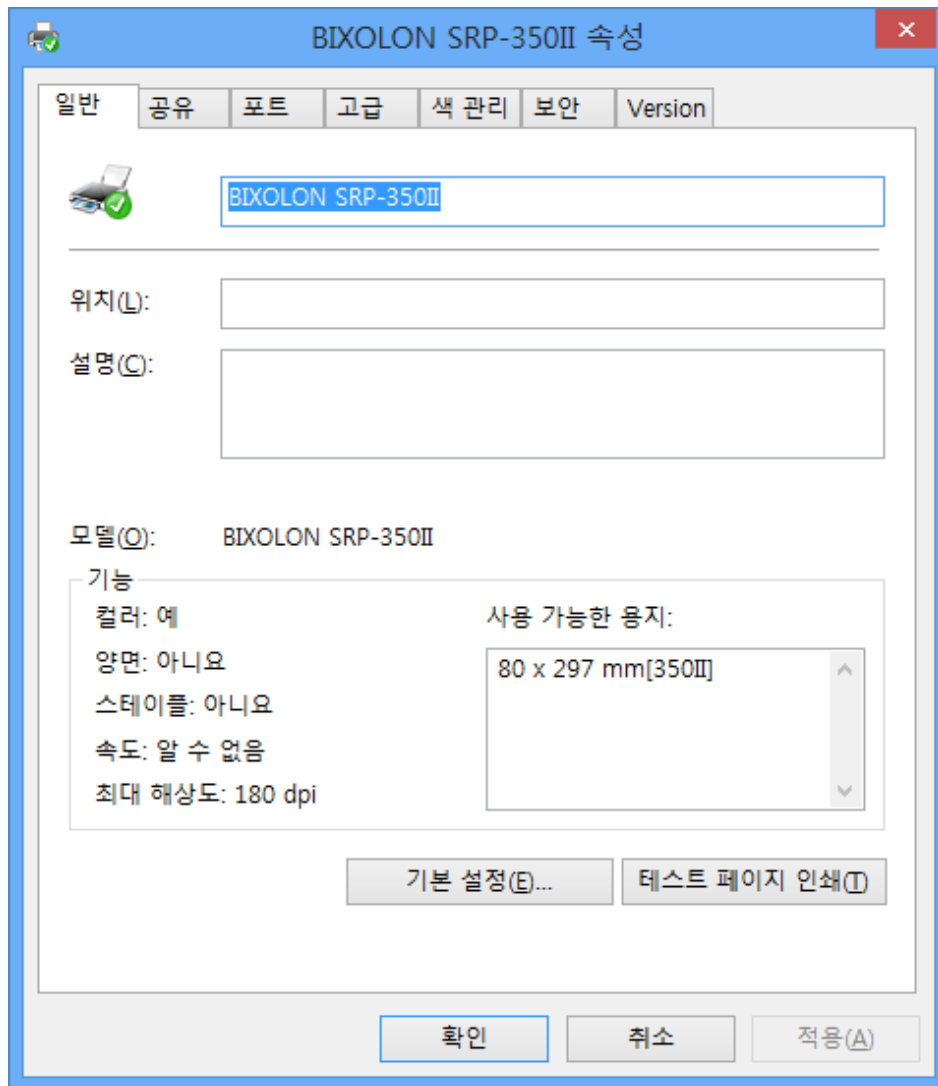 BIXOLON SRP-350II 속성
일반 공유 포트 고급 색 관리 보안 Version
BIXOLON SRP-350II
위치(L):
설명(C):
모델(O): BIXOLON SRP-350II
기능
컬러: 예
양면: 아니요
스테이플: 아니요
속도: 알 수 없음
최대 해상도: 180 dpi
사용 가능한 용지:
80 x 297 mm[350II]
기본 설정(E)... 테스트 페이지 인쇄(T)
확인 취소 적용(A)